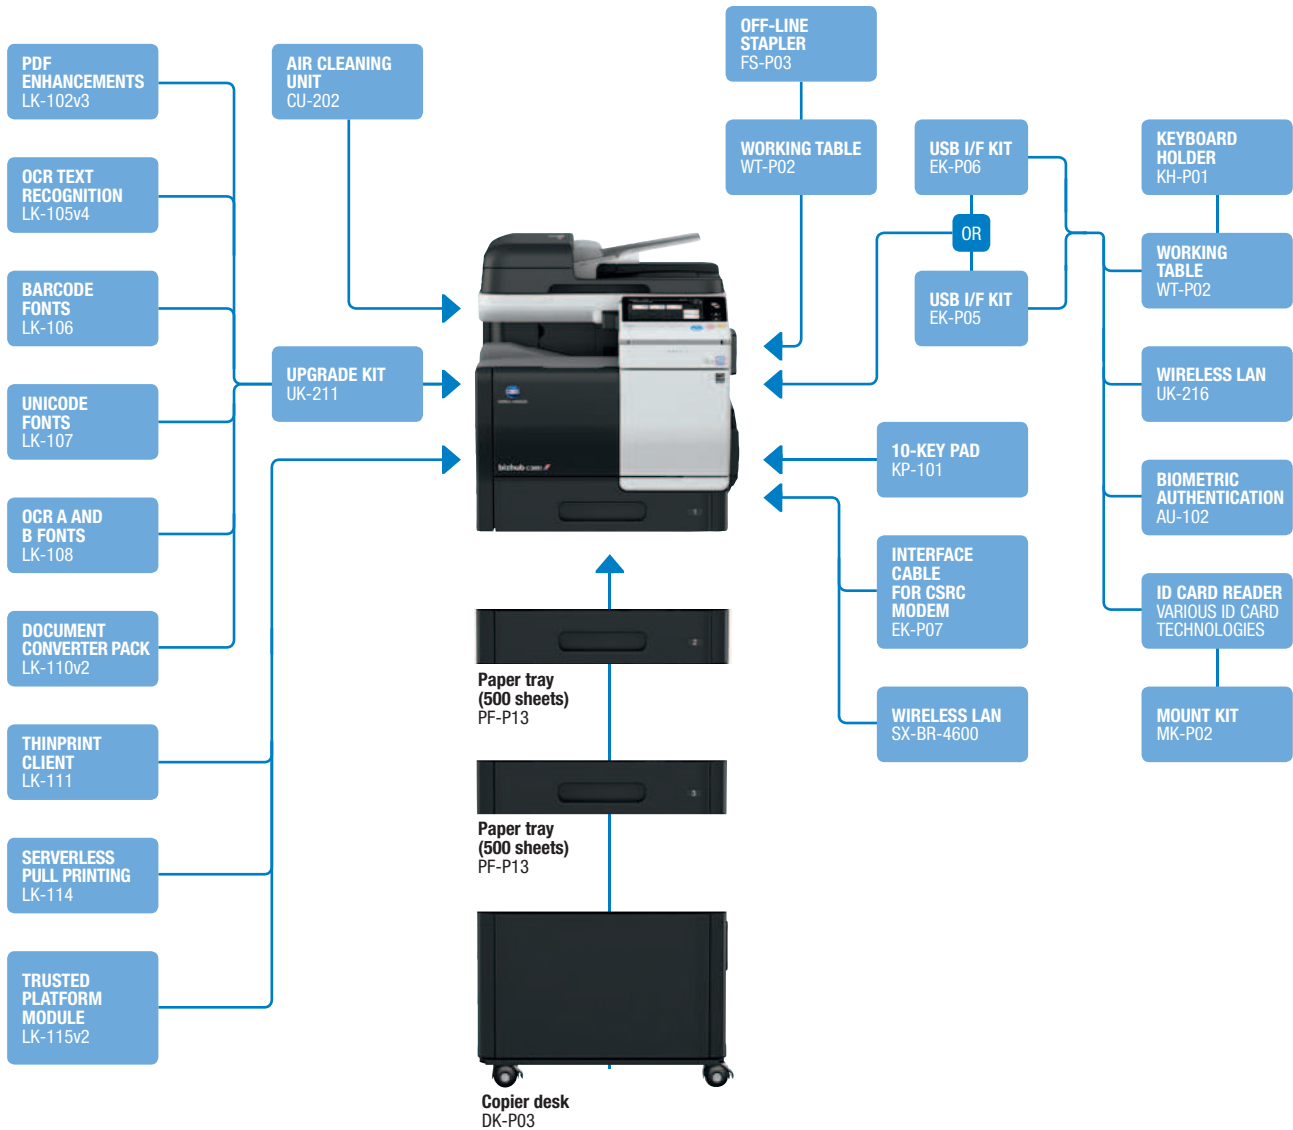 PDF
ENHANCEMENTS
LK-102v3
OCR TEXT
RECOGNITION
LK-105v4
BARCODE
FONTS
LK-106
UNICODE
FONTS
LK-107
OCR A AND
B FONTS
LK-108
DOCUMENT
CONVERTER PACK
LK-110v2
THINPRINT
CLIENT
LK-111
SERVERLESS
PULL PRINTING
LK-114
TRUSTED
PLATFORM
MODULE
LK-115v2
AIR CLEANING
UNIT
CU-202
UPGRADE KIT
UK-211
1
2
Paper tray
(500 sheets)
PF-P13
3
Paper tray
(500 sheets)
PF-P13
Copier desk
DK-P03
OFF-LINE
STAPLER
FS-P03
WORKING TABLE
WT-P02
USB I/F KIT
EK-P06
OR
USB I/F KIT
EK-P05
10-KEY PAD
KP-101
INTERFACE
CABLE
FOR CSRC
MODEM
EK-P07
WIRELESS LAN
SX-BR-4600
KEYBOARD
HOLDER
KH-P01
WORKING
TABLE
WT-P02
WIRELESS LAN
UK-216
BIOMETRIC
AUTHENTICATION
AU-102
ID CARD READER
VARIOUS ID CARD
TECHNOLOGIES
MOUNT KIT
MK-P02
bizhub